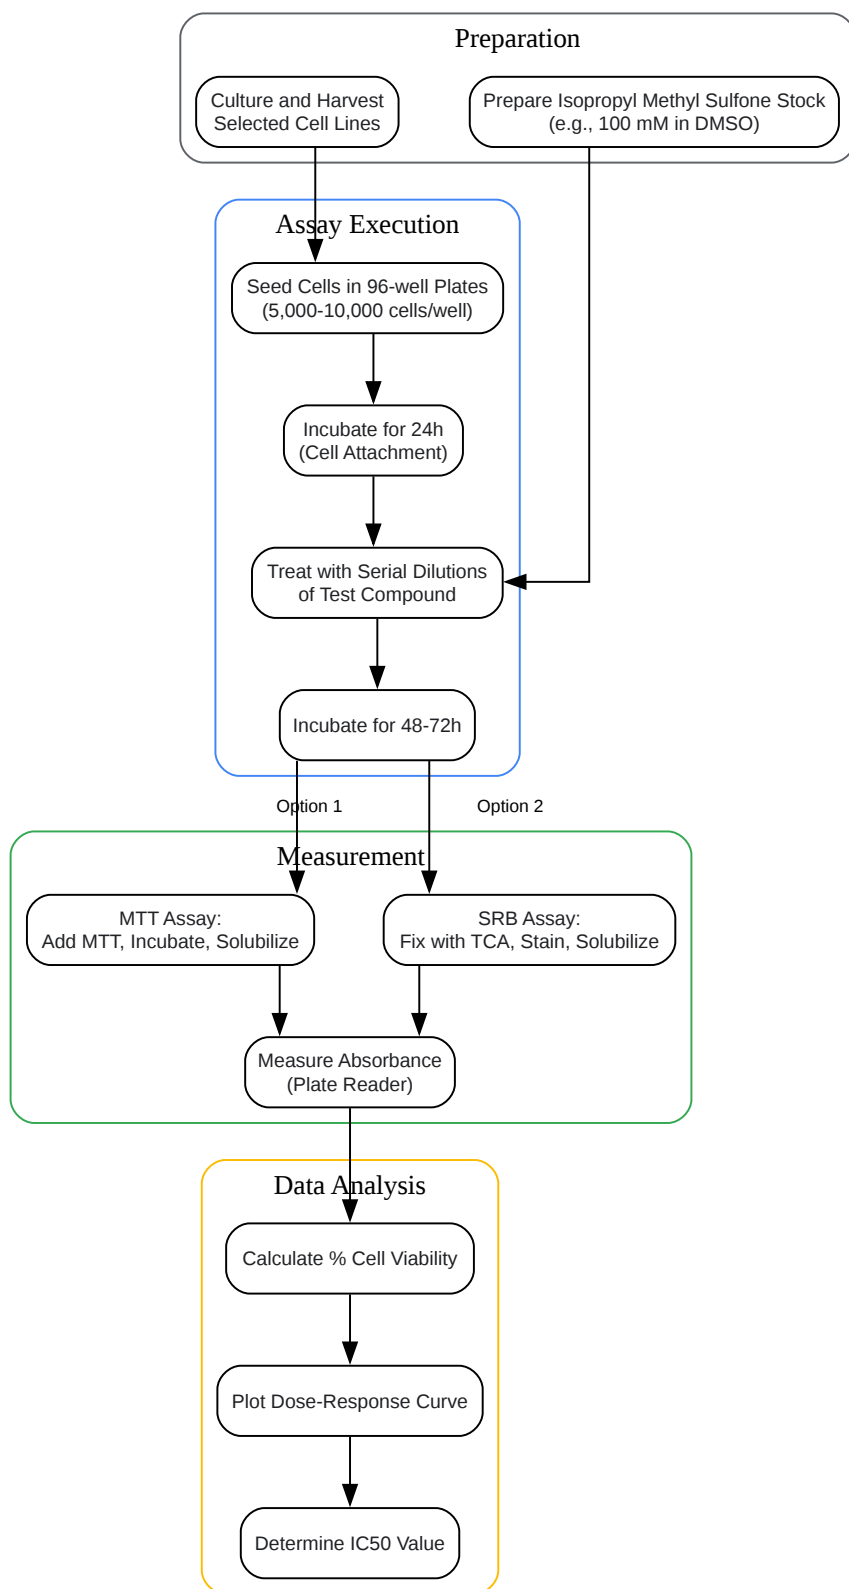 Preparation
Culture and Harvest
Selected Cell Lines
Prepare Isopropyl Methyl Sulfone Stock
(e.g., 100 mM in DMSO)
Assay Execution
Seed Cells in 96-well Plates
(5,000-10,000 cells/well)
Incubate for 24h
(Cell Attachment)
Treat with Serial Dilutions
of Test Compound
Incubate for 48-72h
Option 1
Option 2
Measurement
MTT Assay:
Add MTT, Incubate, Solubilize
SRB Assay:
Fix with TCA, Stain, Solubilize
Measure Absorbance
(Plate Reader)
Data Analysis
Calculate % Cell Viability
Plot Dose-Response Curve
Determine IC50 Value